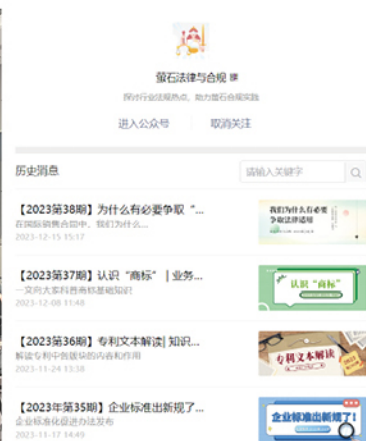 萤石法律与合规
探讨行业法规热点，助力萤石合规实践
进入公众号 取消关注
历史消息
请输入关键字
【2023第38期】为什么有必要争取“...
在国际销售合同中，我们为什么...
2023-12-15 15:17
我们为什么有必要
争取法律适用
【2023第37期】认识“商标” | 业务...
一文向大家科普商标基础知识
2023-12-08 11:48
认识“商标”
【2023第36期】专利文本解读| 知识...
解读专利中各版块的内容和作用
2023-11-24 13:38
专利文本解读
【2023年第35期】企业标准出新规了...
企业标准化促进办法发布
2023-11-17 14:49
企业标准出新规了!